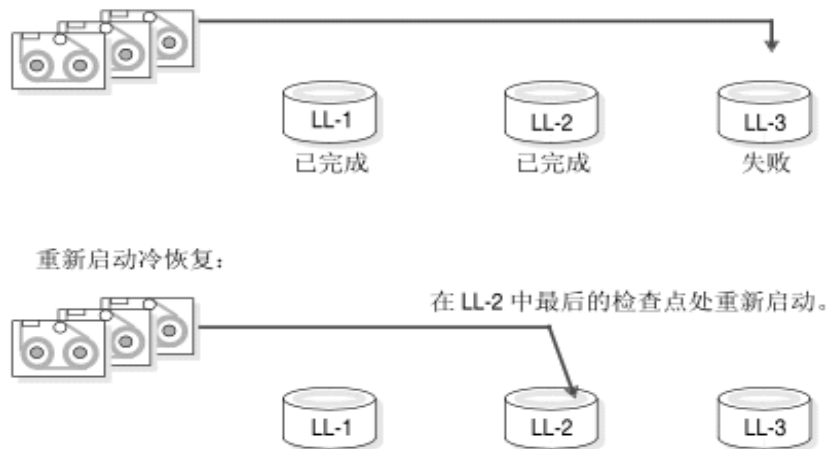 LL-1
LL-2
LL-3
已完成
已完成
失败
重新启动冷恢复：
在 LL-2 中最后的检查点处重新启动。
LL-1
LL-2
LL-3